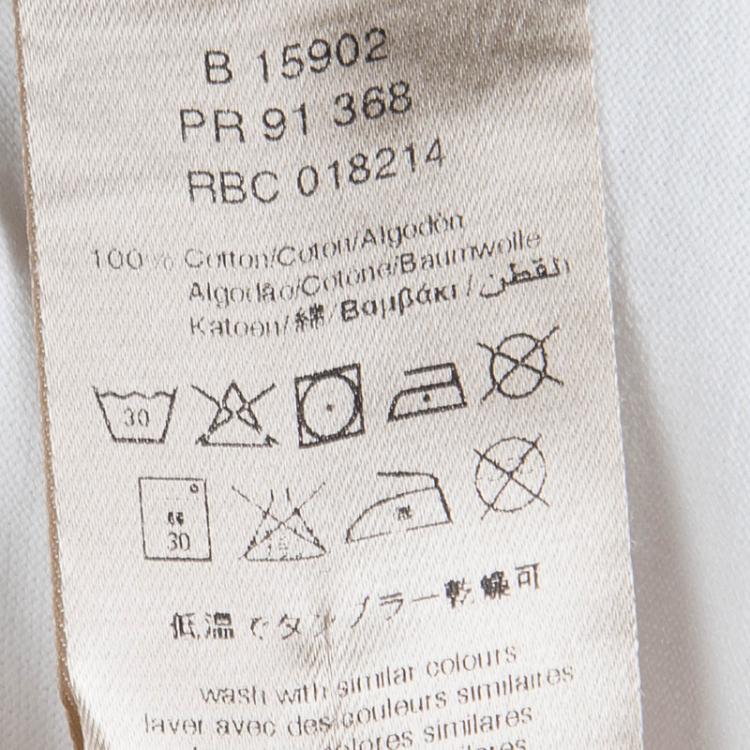 B 15902
PR 91 368
RBC 018214
100% Cotton/Coton/Algodón
Algodão/Cotone/Baumwolle
Katoen/綿/Βαμβάκι/القطن
30
30
低温でタンブラー乾燥可
wash with similar colours
laver avec des couleurs similaires
colores similares